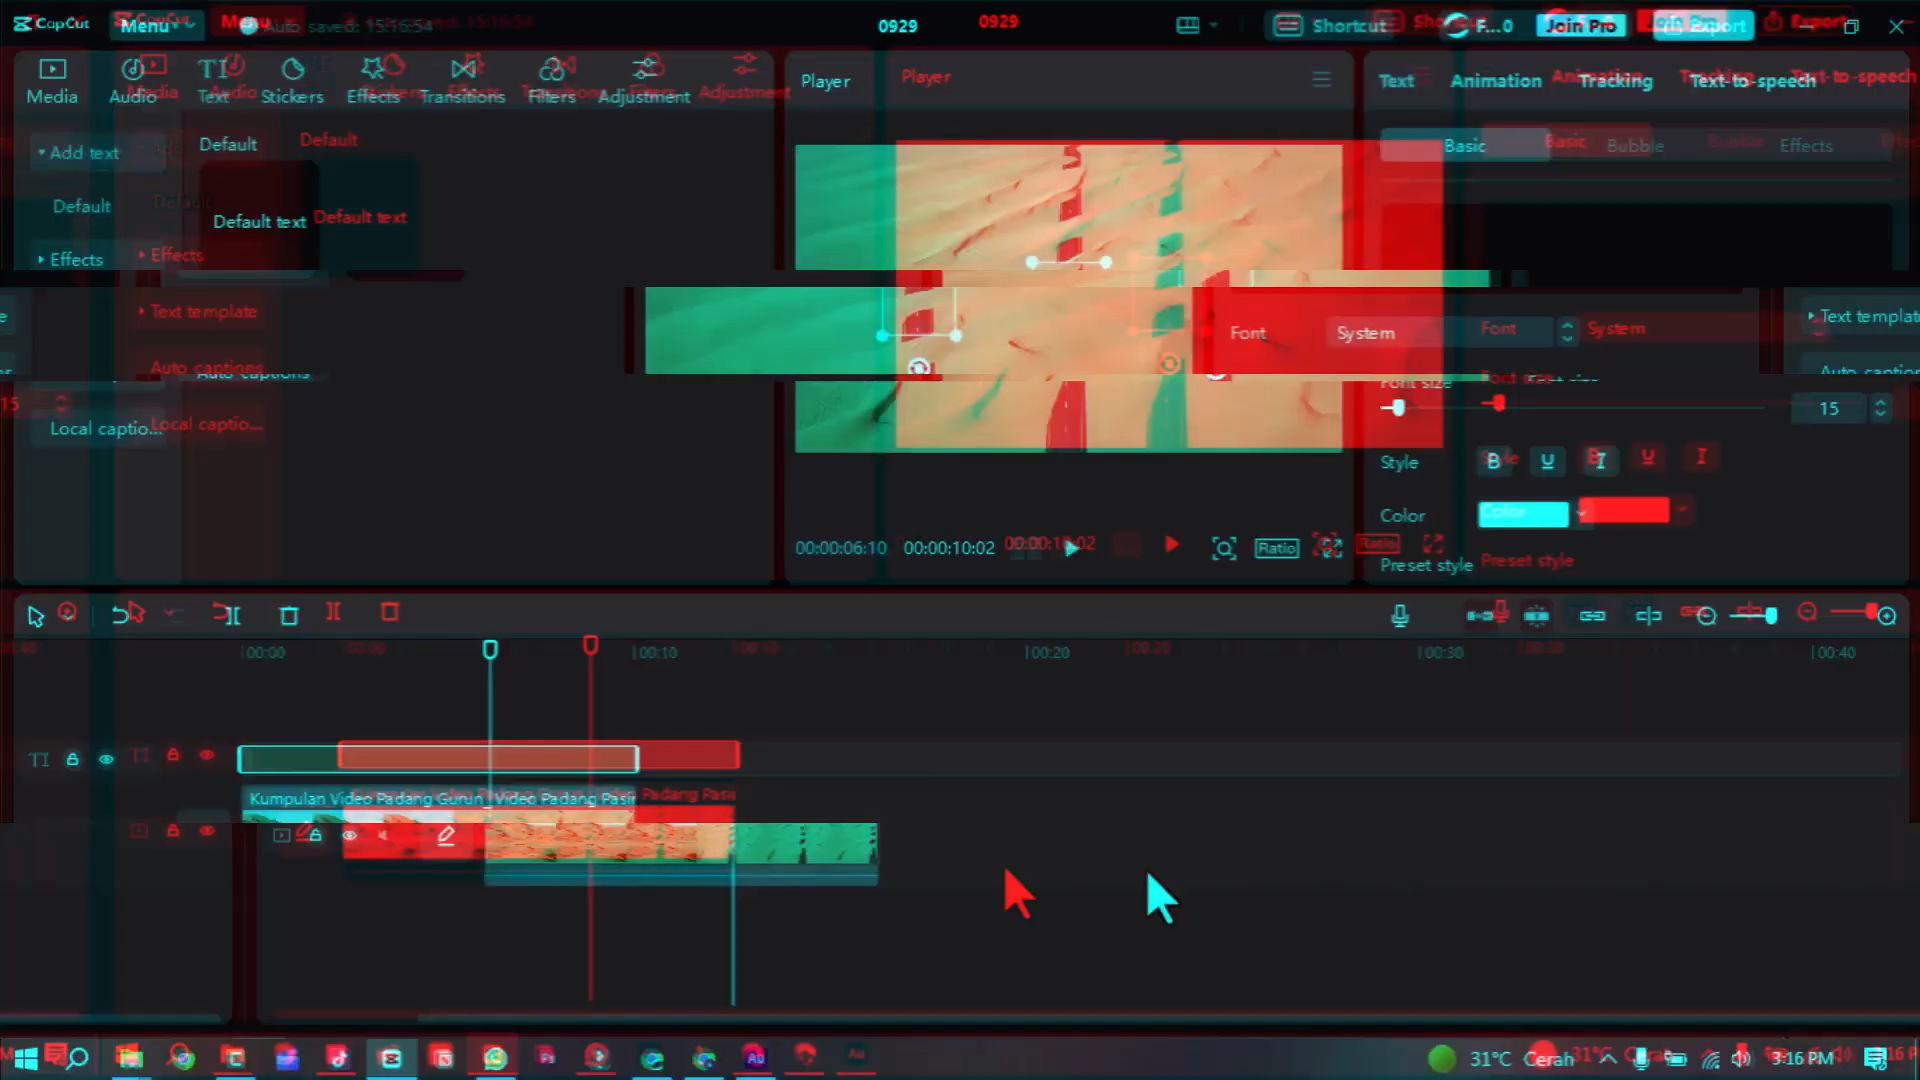 CapCut Menu Auto saved: 15:16:54 0929 Shortcut F...0 Join Pro Export
Media Audio Text Stickers Effects Transitions Filters Adjustment
Player
Text Animation Tracking Text-to-speech
Add text
Default
Effects
Text template
Auto captions
Local captio...
Default
Default text
Basic Bubble Effects
Font System
Font size 15
Style B U I
Color
Preset style
00:00:06:10 00:00:10:02 Ratio
00:00 00:10 00:20 00:30 00:40
TI
Kumpulan Video Padang Gurun Video Padang Pasir
31°C Cerah 3:16 PM